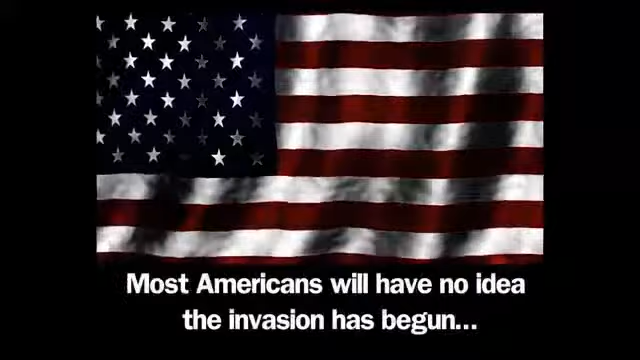 Most Americans will have no idea
the invasion has begun...